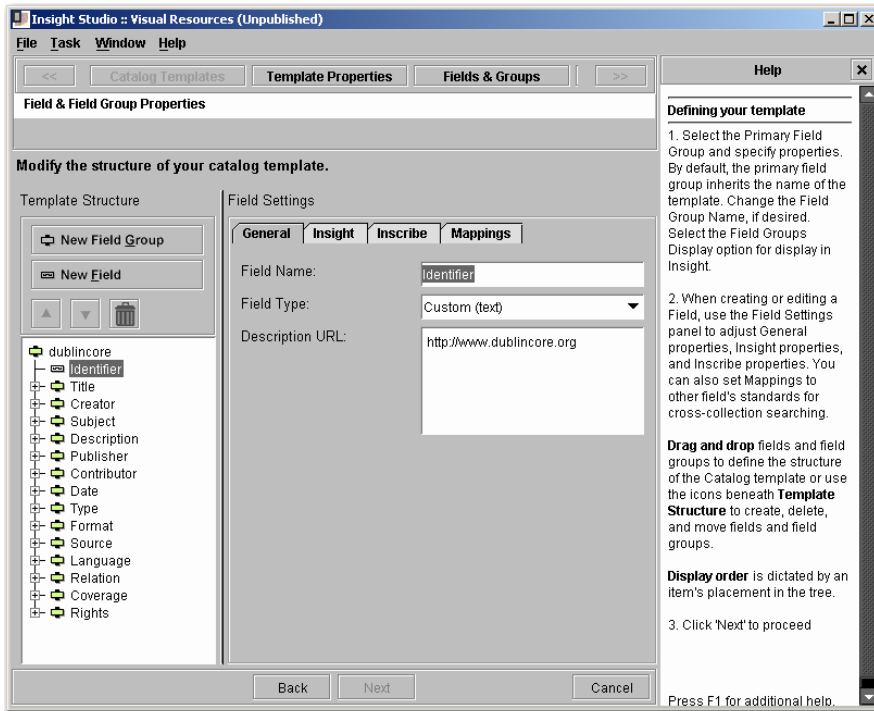 Insight Studio :: Visual Resources (Unpublished)
File Task Window Help
<< Catalog Templates Template Properties Fields & Groups >>
Field & Field Group Properties
Modify the structure of your catalog template.
Template Structure
New Field Group
New Field
dublincore
Identifier
Title
Creator
Subject
Description
Publisher
Contributor
Date
Type
Format
Source
Language
Relation
Coverage
Rights
Field Settings
General Insight Inscribe Mappings
Field Name: Identifier
Field Type: Custom (text)
Description URL: http://www.dublincore.org
Back Next Cancel
Help
Defining your template
1. Select the Primary Field
Group and specify properties.
By default, the primary field
group inherits the name of the
template. Change the Field
Group Name, if desired.
Select the Field Groups
Display option for display in
Insight.
2. When creating or editing a
Field, use the Field Settings
panel to adjust General
properties, Insight properties,
and Inscribe properties. You
can also set Mappings to
other field's standards for
cross-collection searching.
Drag and drop fields and field
groups to define the structure
of the Catalog template or use
the icons beneath Template
Structure to create, delete,
and move fields and field
groups.
Display order is dictated by an
item's placement in the tree.
3. Click 'Next' to proceed
Press F1 for additional help.